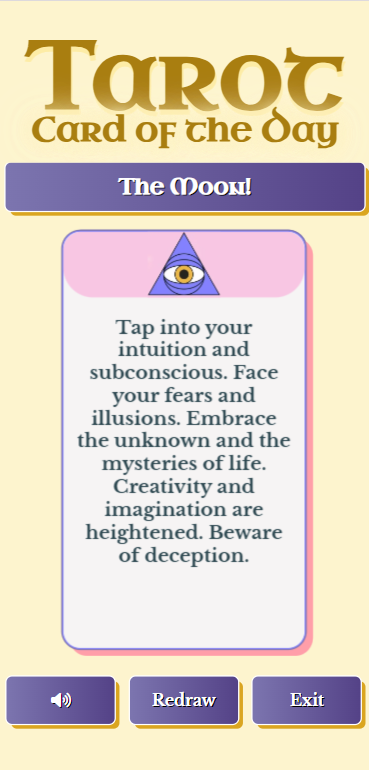 Tarot
Card of the Day
The Moon!
Tap into your
intuition and
subconscious. Face
your fears and
illusions. Embrace
the unknown and the
mysteries of life.
Creativity and
imagination are
heightened. Beware
of deception.
Redraw
Exit